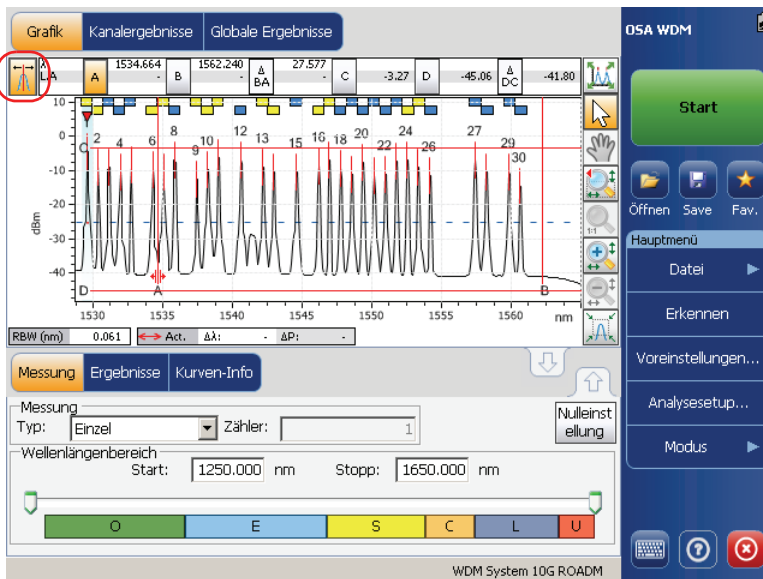 Grafik Kanalergebnisse Globale Ergebnisse
OSA WDM
λ 1534.664 1562.240 27.577
L.A A - B - Δ BA - C -3.27 D -45.06 Δ DC -41.80
Start
10
0
-10
-20
-30
-40
dBm
C
D
A
B
2 4 6 8 9 10 12 13 15 16 18 20 22 24 26 27 29 30
1530 1535 1540 1545 1550 1555 1560 nm
1:1
RBW (nm) 0.061 Act. Δλ: - ΔP: -
Öffnen Save Fav.
Hauptmenü
Datei
Erkennen
Voreinstellungen...
Analysesetup...
Modus
Messung Ergebnisse Kurven-Info
Messung
Typ: Einzel Zähler: 1
Nulleinst
ellung
Wellenlängenbereich
Start: 1250.000 nm Stopp: 1650.000 nm
O E S C L U
WDM System 10G ROADM